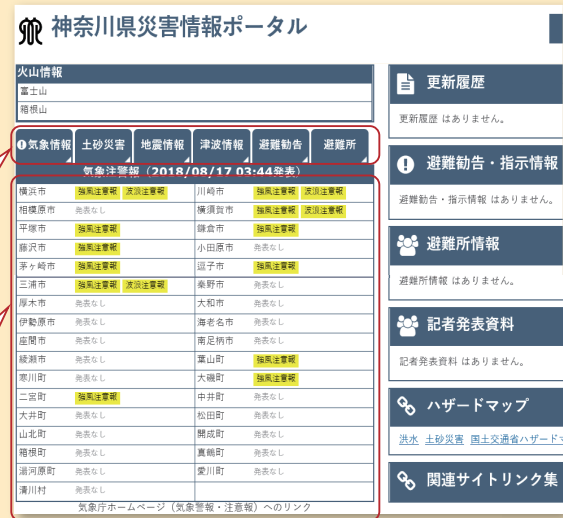 神奈川県災害情報ポータル
火山情報
富士山
箱根山
気象情報 土砂災害 地震情報 津波情報 避難勧告 避難所
気象注警報（2018/08/17 03:44発表）
横浜市 強風注意報 波浪注意報 川崎市 強風注意報 波浪注意報
相模原市 発表なし 横須賀市 強風注意報 波浪注意報
平塚市 強風注意報 鎌倉市 強風注意報
藤沢市 強風注意報 小田原市 発表なし
茅ヶ崎市 強風注意報 逗子市 強風注意報
三浦市 強風注意報 波浪注意報 秦野市 発表なし
厚木市 発表なし 大和市 発表なし
伊勢原市 発表なし 海老名市 発表なし
座間市 発表なし 南足柄市 発表なし
綾瀬市 発表なし 葉山町 強風注意報
寒川町 発表なし 大磯町 強風注意報
二宮町 強風注意報 中井町 発表なし
大井町 発表なし 松田町 発表なし
山北町 発表なし 開成町 発表なし
箱根町 発表なし 真鶴町 発表なし
湯河原町 発表なし 愛川町 発表なし
清川村 発表なし
気象庁ホームページ（気象警報・注意報）へのリンク
更新履歴
更新履歴 はありません。
避難勧告・指示情報
避難勧告・指示情報 はありません。
避難所情報
避難所情報 はありません。
記者発表資料
記者発表資料 はありません。
ハザードマップ
洪水 土砂災害 国土交通省ハザードマ
関連サイトリンク集